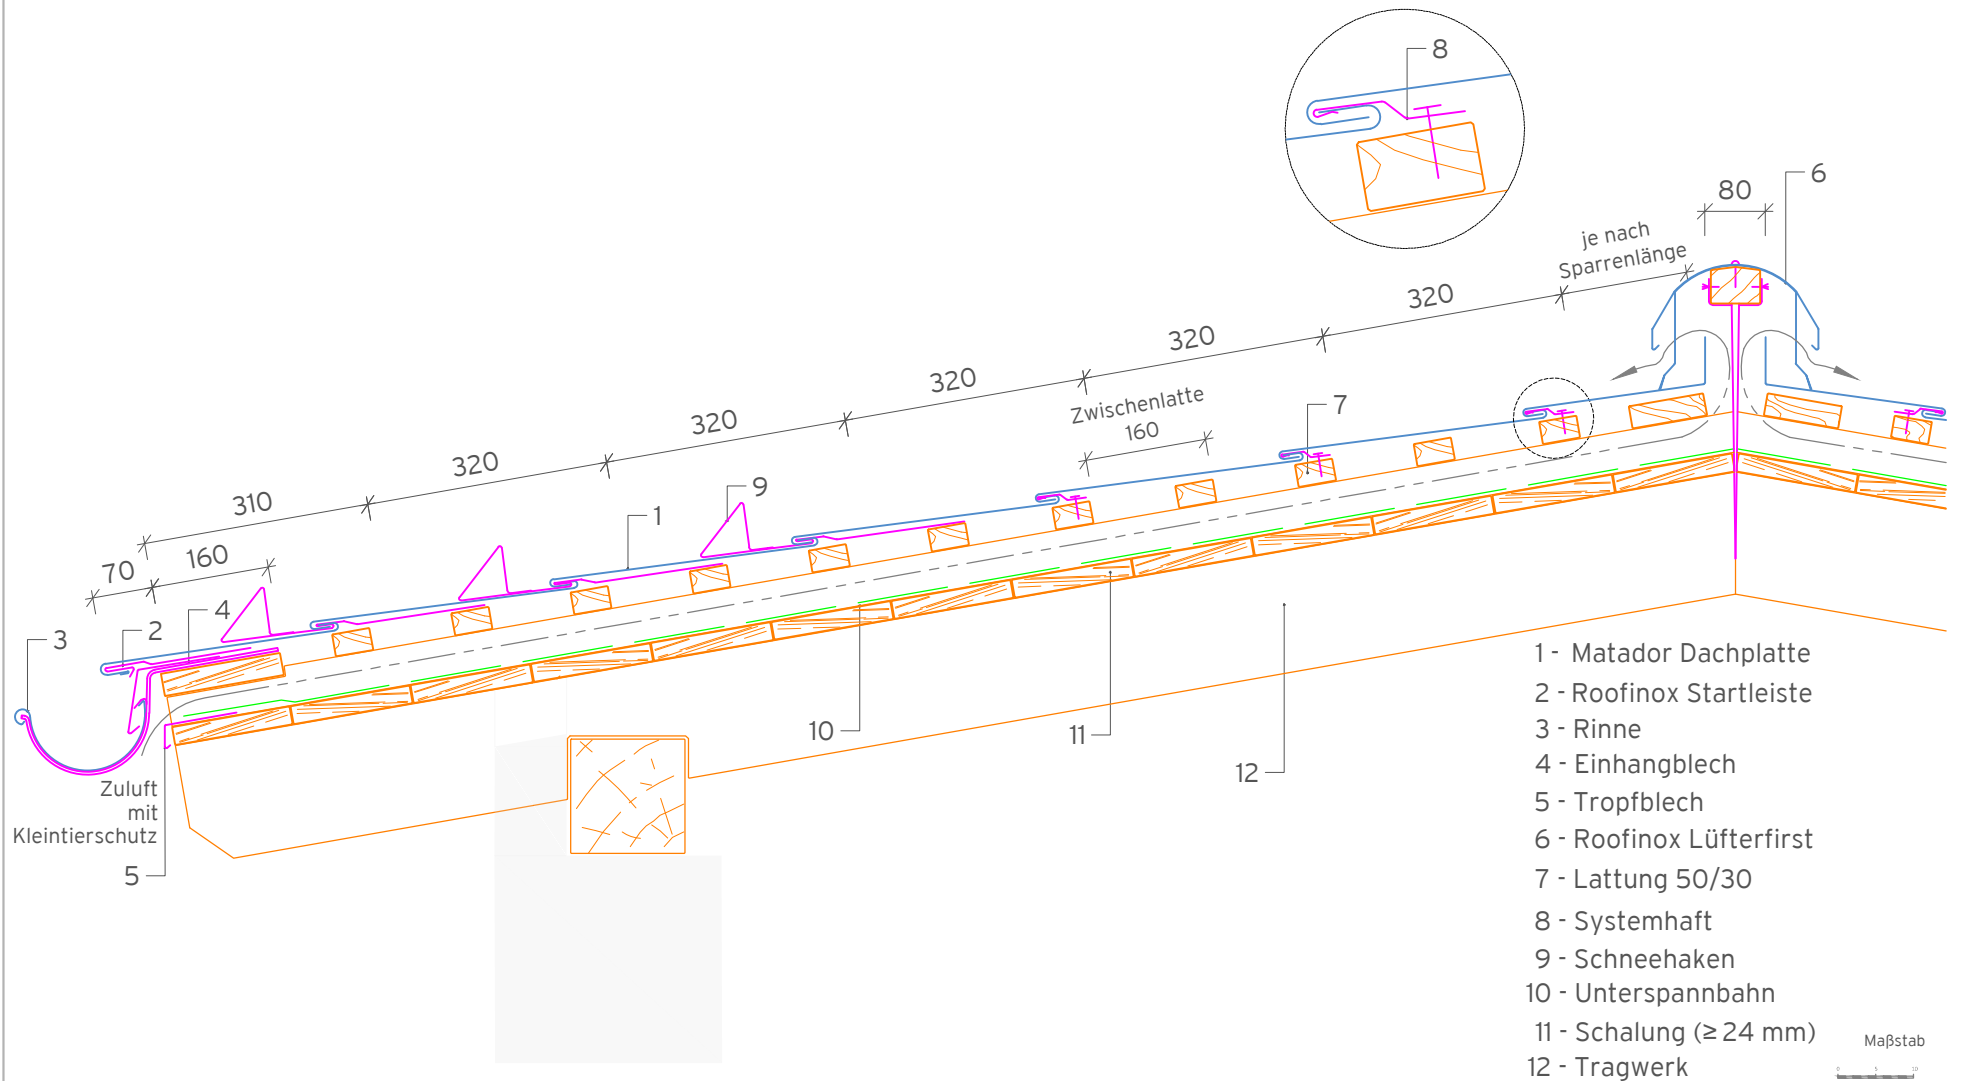 8
6
80
je nach
Sparrenlänge
320
320
320
320
320
310
Zwischenlatte
160
7
9
1
160
70
4
2
3
10
11
12
Zuluft
mit
Kleintierschutz
5
1 - Matador Dachplatte
2 - Roofinox Startleiste
3 - Rinne
4 - Einhangblech
5 - Tropfblech
6 - Roofinox Lüfterfirst
7 - Lattung 50/30
8 - Systemhaft
9 - Schneehaken
10 - Unterspannbahn
11 - Schalung (≥ 24 mm)
12 - Tragwerk
Maßstab
0 5 10